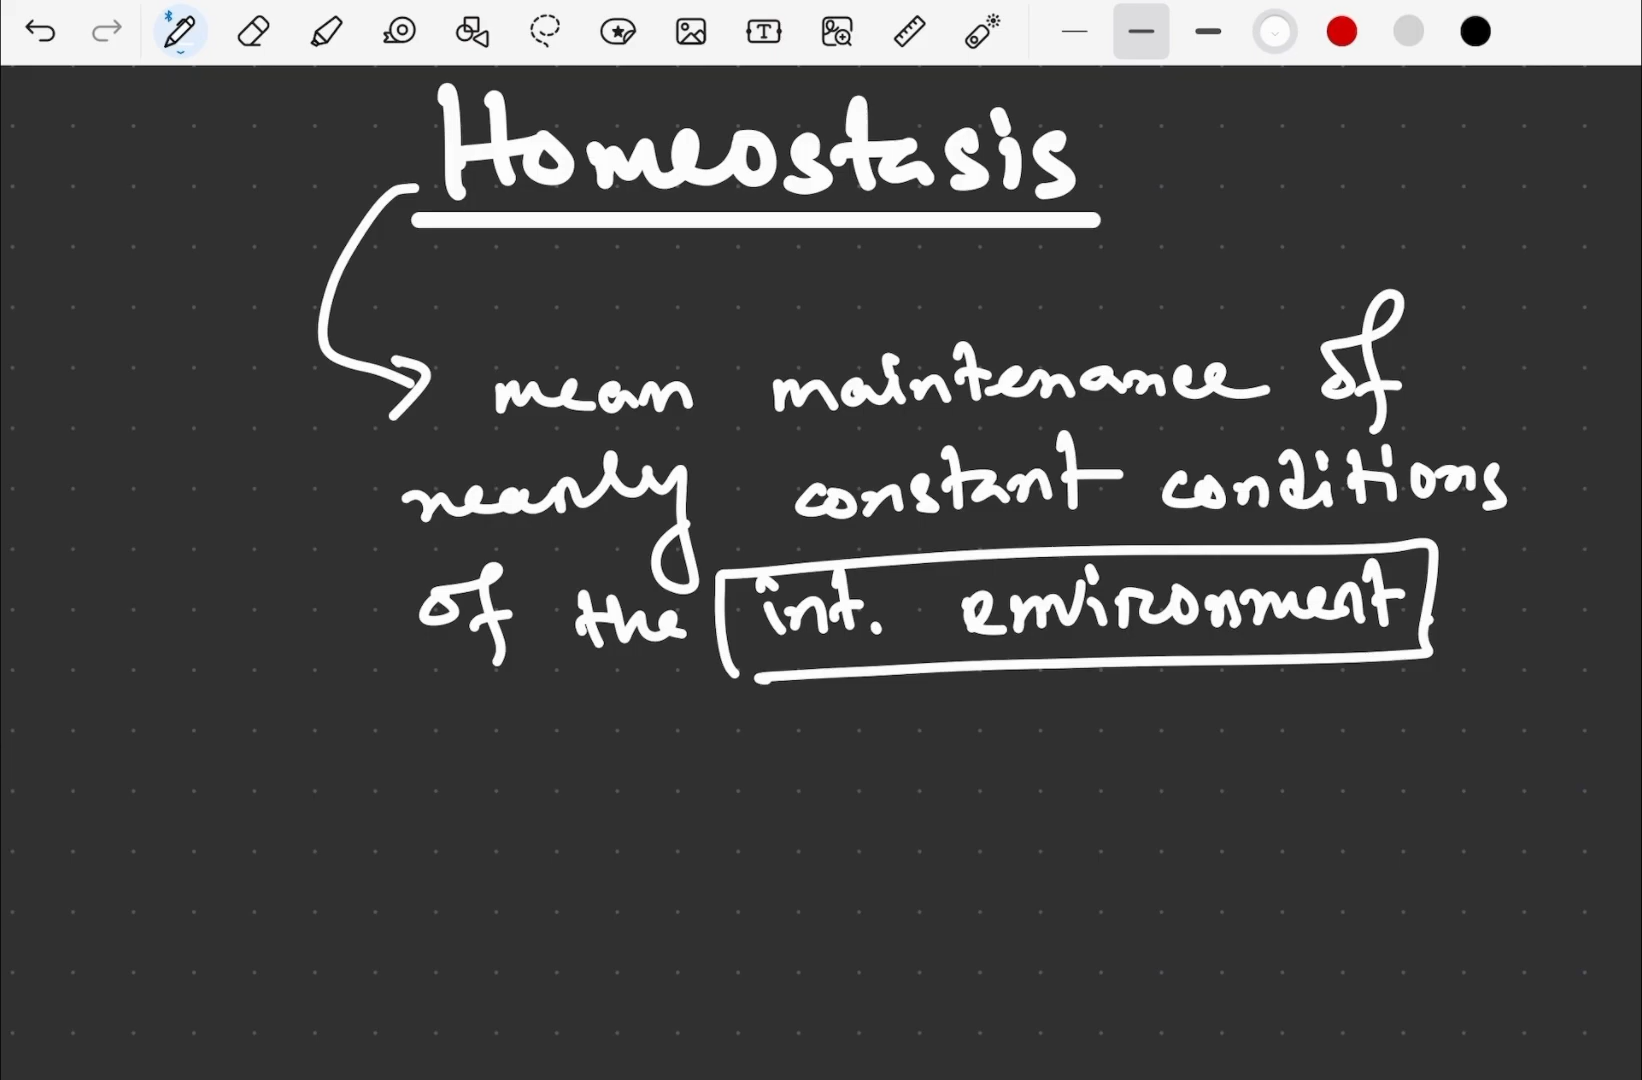 Homeostasis
mean maintenance of
nearly constant conditions
of the int. environment